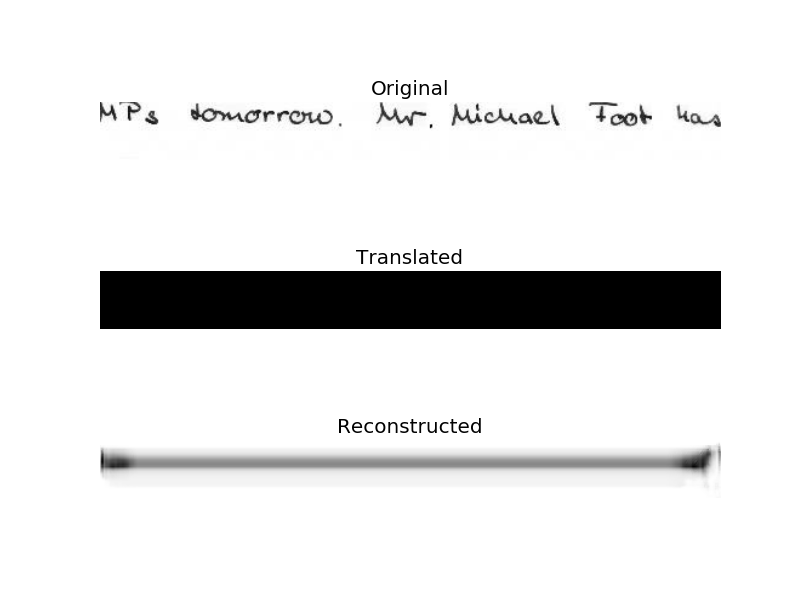 Original
MPs tomorrow. Mr. Michael Foot has
Translated
Reconstructed